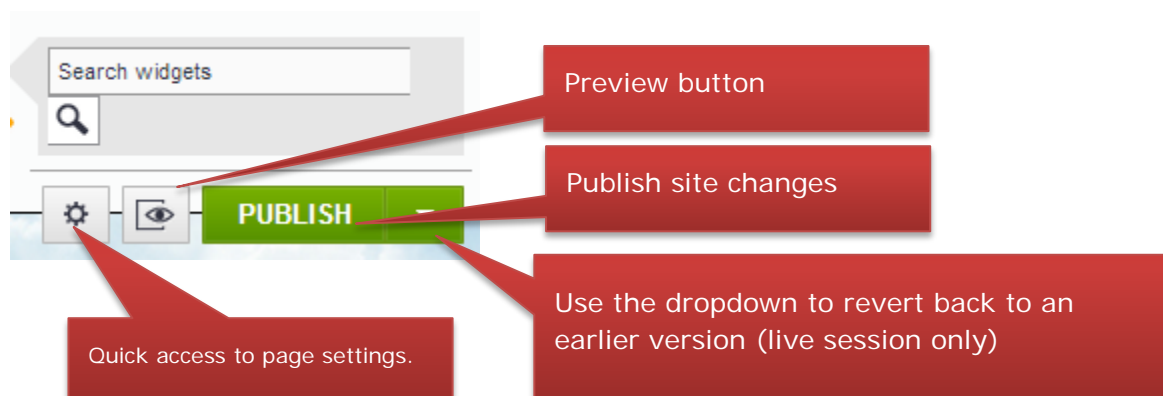 Search widgets
Preview button
Publish site changes
PUBLISH
Use the dropdown to revert back to an
earlier version (live session only)
Quick access to page settings.